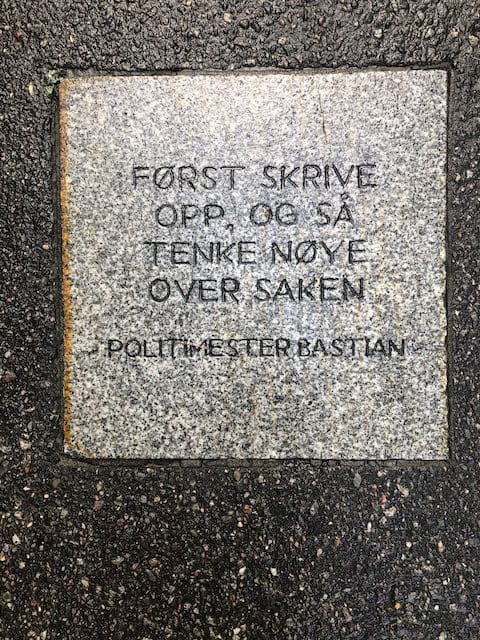 FØRST SKRIVE
OPP, OG SÅ
TENKE NØYE
OVER SAKEN
POLITIMESTER BASTIAN